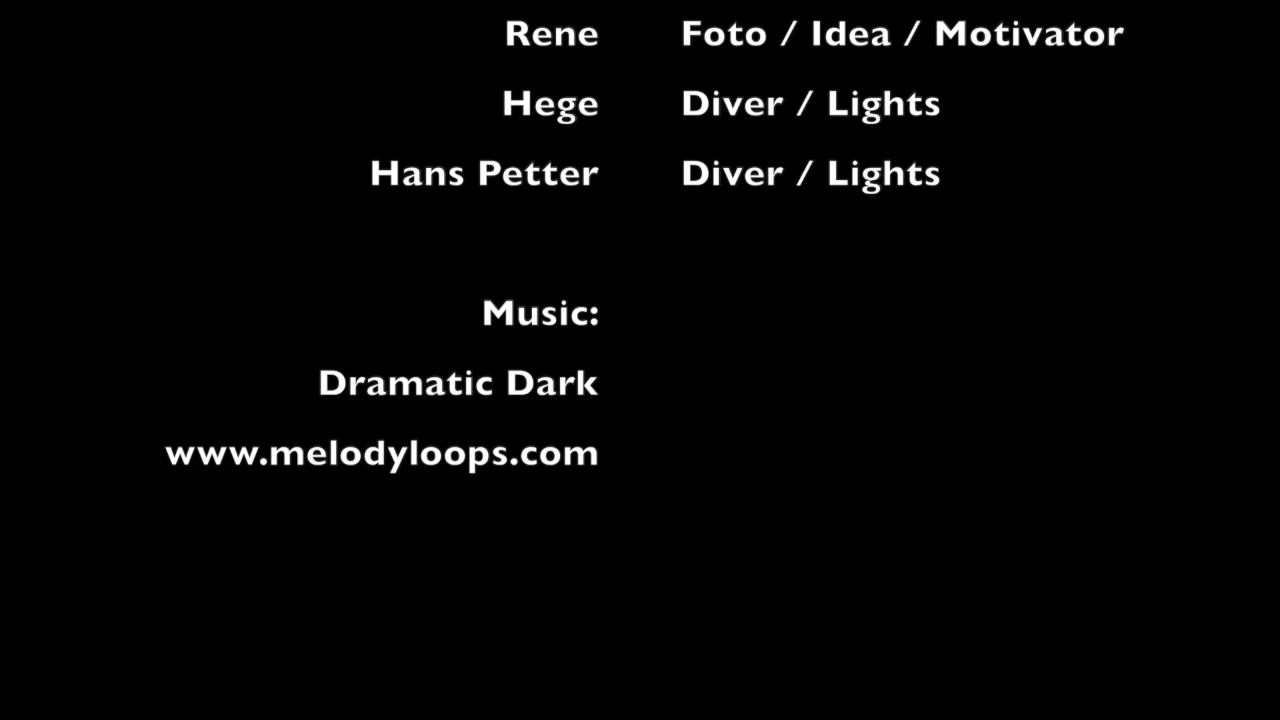 Rene Foto / Idea / Motivator
Hege Diver / Lights
Hans Petter Diver / Lights
Music:
Dramatic Dark
www.melodyloops.com